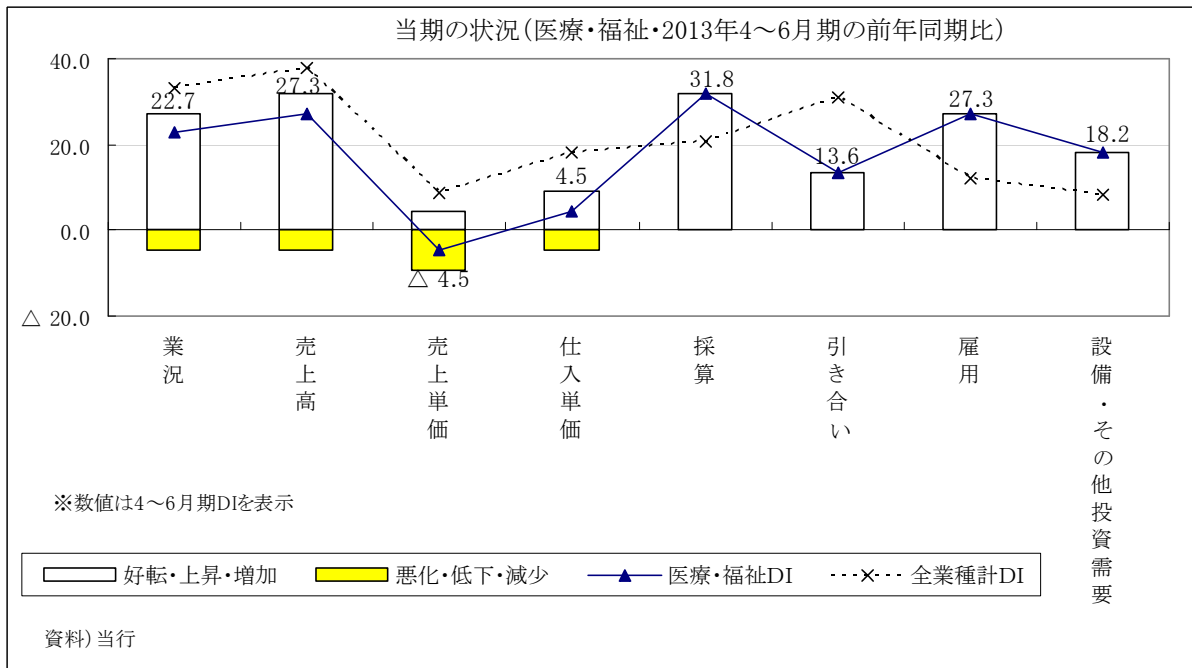 当期の状況(医療・福祉・2013年4～6月期の前年同期比)
40.0
20.0
0.0
△ 20.0
22.7
27.3
△ 4.5
4.5
31.8
13.6
27.3
18.2
業況
売上高
売上単価
仕入単価
採算
引き合い
雇用
設備・その他投資需要
※数値は4～6月期DIを表示
好転・上昇・増加
悪化・低下・減少
医療・福祉DI
全業種計DI
資料)当行